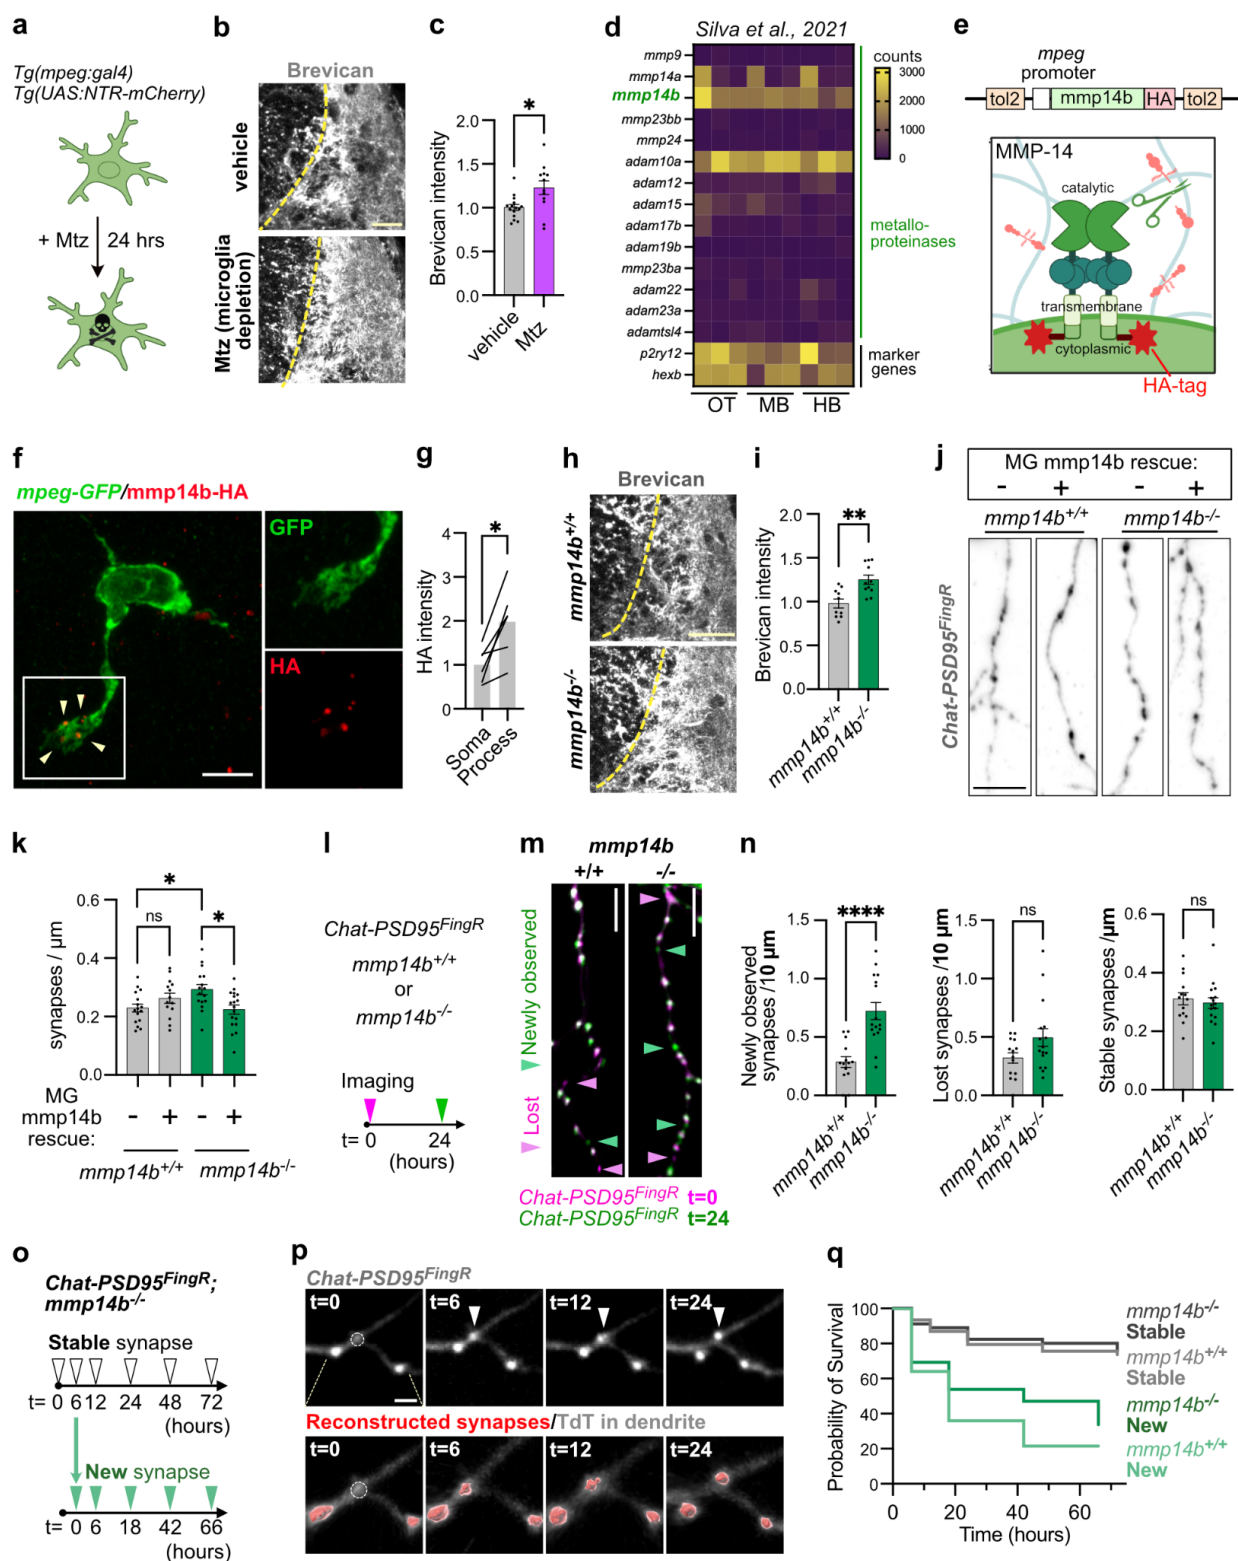 a
Tg(mpeg:gal4)
Tg(UAS:NTR-mCherry)
+ Mtz
24 hrs
b
Brevican
vehicle
Mtz (microglia
depletion)
c
Brevican intensity
2.0
1.5
1.0
0.5
0.0
*
vehicle
Mtz
d
Silva et al., 2021
mmp9
mmp14a
mmp14b
mmp23bb
mmp24
adam10a
adam12
adam15
adam17b
adam19b
mmp23ba
adam22
adam23a
adamtsl4
p2ry12
hexb
OT
MB
HB
counts
3000
2000
1000
0
metallo-
proteinases
marker
genes
e
mpeg
promoter
tol2
mmp14b
HA
tol2
MMP-14
catalytic
transmembrane
cytoplasmic
HA-tag
f
mpeg-GFP/mmp14b-HA
GFP
HA
g
HA intensity
4
3
2
1
0
*
Soma
Process
h
Brevican
mmp14b+/+
mmp14b-/-
i
Brevican intensity
2.0
1.5
1.0
0.5
0.0
**
mmp14b+/+
mmp14b-/-
j
MG mmp14b rescue:
- + - +
mmp14b+/+
mmp14b-/-
Chat-PSD95FingR
k
synapses / µm
0.6
0.4
0.2
0.0
*
ns
*
MG
mmp14b
rescue:
- + - +
mmp14b+/+
mmp14b-/-
l
Chat-PSD95FingR
mmp14b+/+
or
mmp14b-/-
Imaging
t= 0
24
(hours)
m
mmp14b
+/+
-/-
Newly observed
Lost
Chat-PSD95FingR t=0
Chat-PSD95FingR t=24
n
Newly observed
synapses /10 µm
1.5
1.0
0.5
0.0
****
mmp14b+/+
mmp14b-/-
Lost synapses /10 µm
1.5
1.0
0.5
0.0
ns
mmp14b+/+
mmp14b-/-
Stable synapses /µm
0.6
0.4
0.2
0.0
ns
mmp14b+/+
mmp14b-/-
o
Chat-PSD95FingR;
mmp14b-/-
Stable synapse
t= 0 6 12 24 48 72
(hours)
New synapse
t= 0 6 18 42 66
(hours)
p
Chat-PSD95FingR
t=0
t=6
t=12
t=24
Reconstructed synapses/TdT in dendrite
t=0
t=6
t=12
t=24
q
Probability of Survival
100
80
60
40
20
0
0 20 40 60
Time (hours)
mmp14b-/-
Stable
mmp14b+/+
Stable
mmp14b-/-
New
mmp14b+/+
New